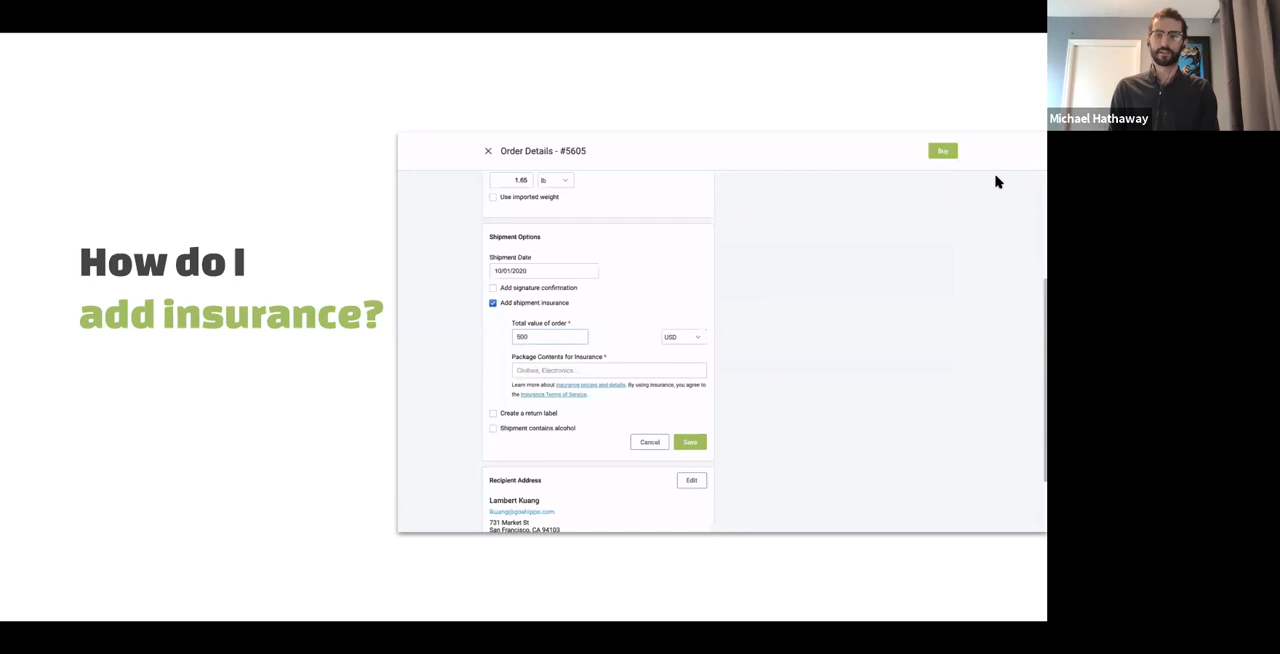 How do I
add insurance?
Order Details - #5605
Buy
1.65
lb
Use imported weight
Shipment Options
Shipment Date
10/01/2020
Add signature confirmation
Add shipment insurance
Total value of order *
500
USD
Package Contents for Insurance *
Clothes, Electronics...
Learn more about insurance pricing and details. By using insurance, you agree to
the Insurance Terms of Service.
Create a return label
Shipment contains alcohol
Cancel
Save
Recipient Address
Edit
Lambert Kuang
lkuang@goshippo.com
731 Market St
San Francisco, CA 94103
Michael Hathaway